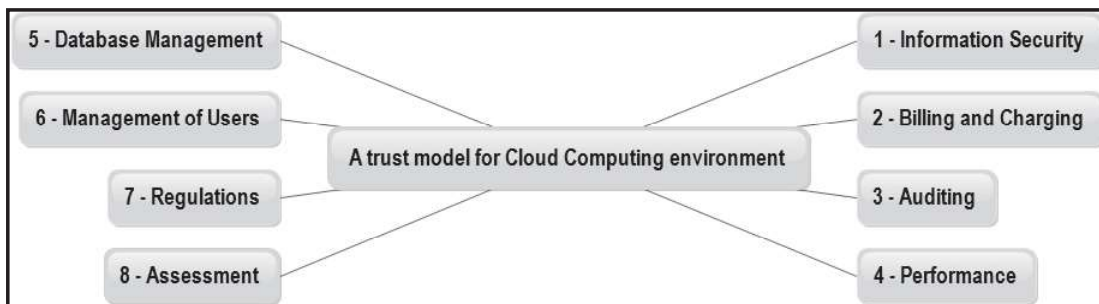 5 - Database Management
1 - Information Security
6 - Management of Users
2 - Billing and Charging
A trust model for Cloud Computing environment
7 - Regulations
3 - Auditing
8 - Assessment
4 - Performance